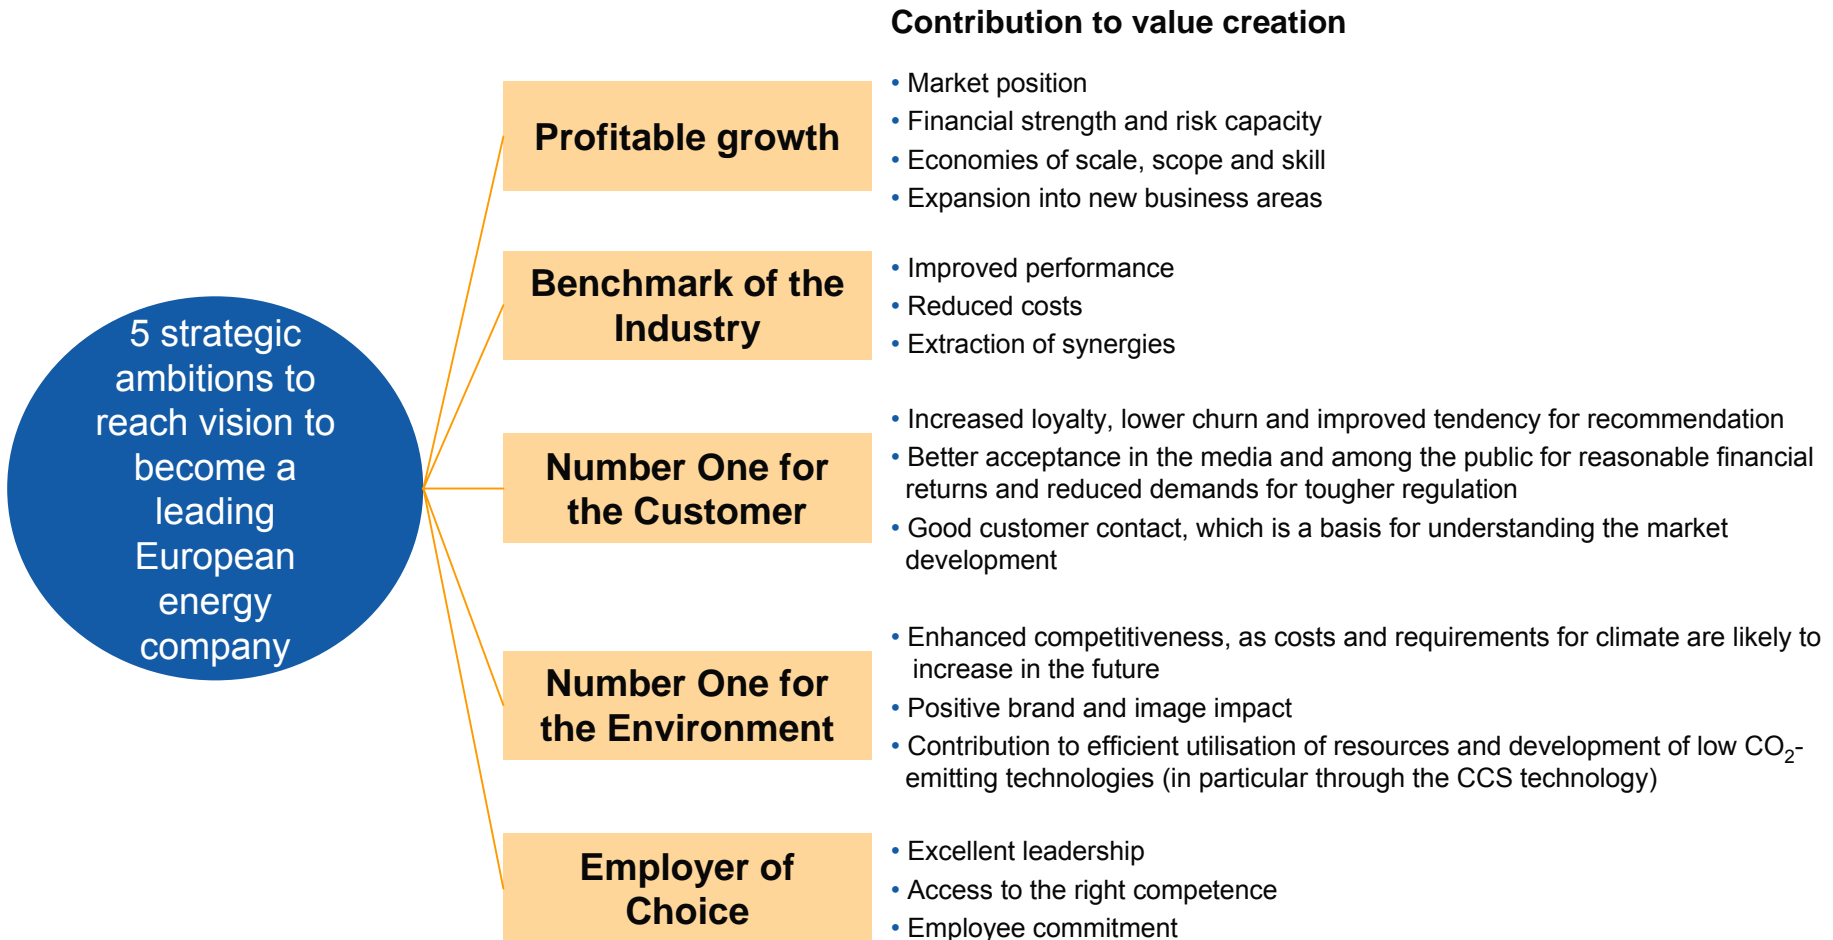 Contribution to value creation
5 strategic
ambitions to
reach vision to
become a
leading
European
energy
company
Profitable growth
• Market position
• Financial strength and risk capacity
• Economies of scale, scope and skill
• Expansion into new business areas
Benchmark of the
Industry
• Improved performance
• Reduced costs
• Extraction of synergies
Number One for
the Customer
• Increased loyalty, lower churn and improved tendency for recommendation
• Better acceptance in the media and among the public for reasonable financial
returns and reduced demands for tougher regulation
• Good customer contact, which is a basis for understanding the market
development
Number One for
the Environment
• Enhanced competitiveness, as costs and requirements for climate are likely to
increase in the future
• Positive brand and image impact
• Contribution to efficient utilisation of resources and development of low CO₂-
emitting technologies (in particular through the CCS technology)
Employer of
Choice
• Excellent leadership
• Access to the right competence
• Employee commitment